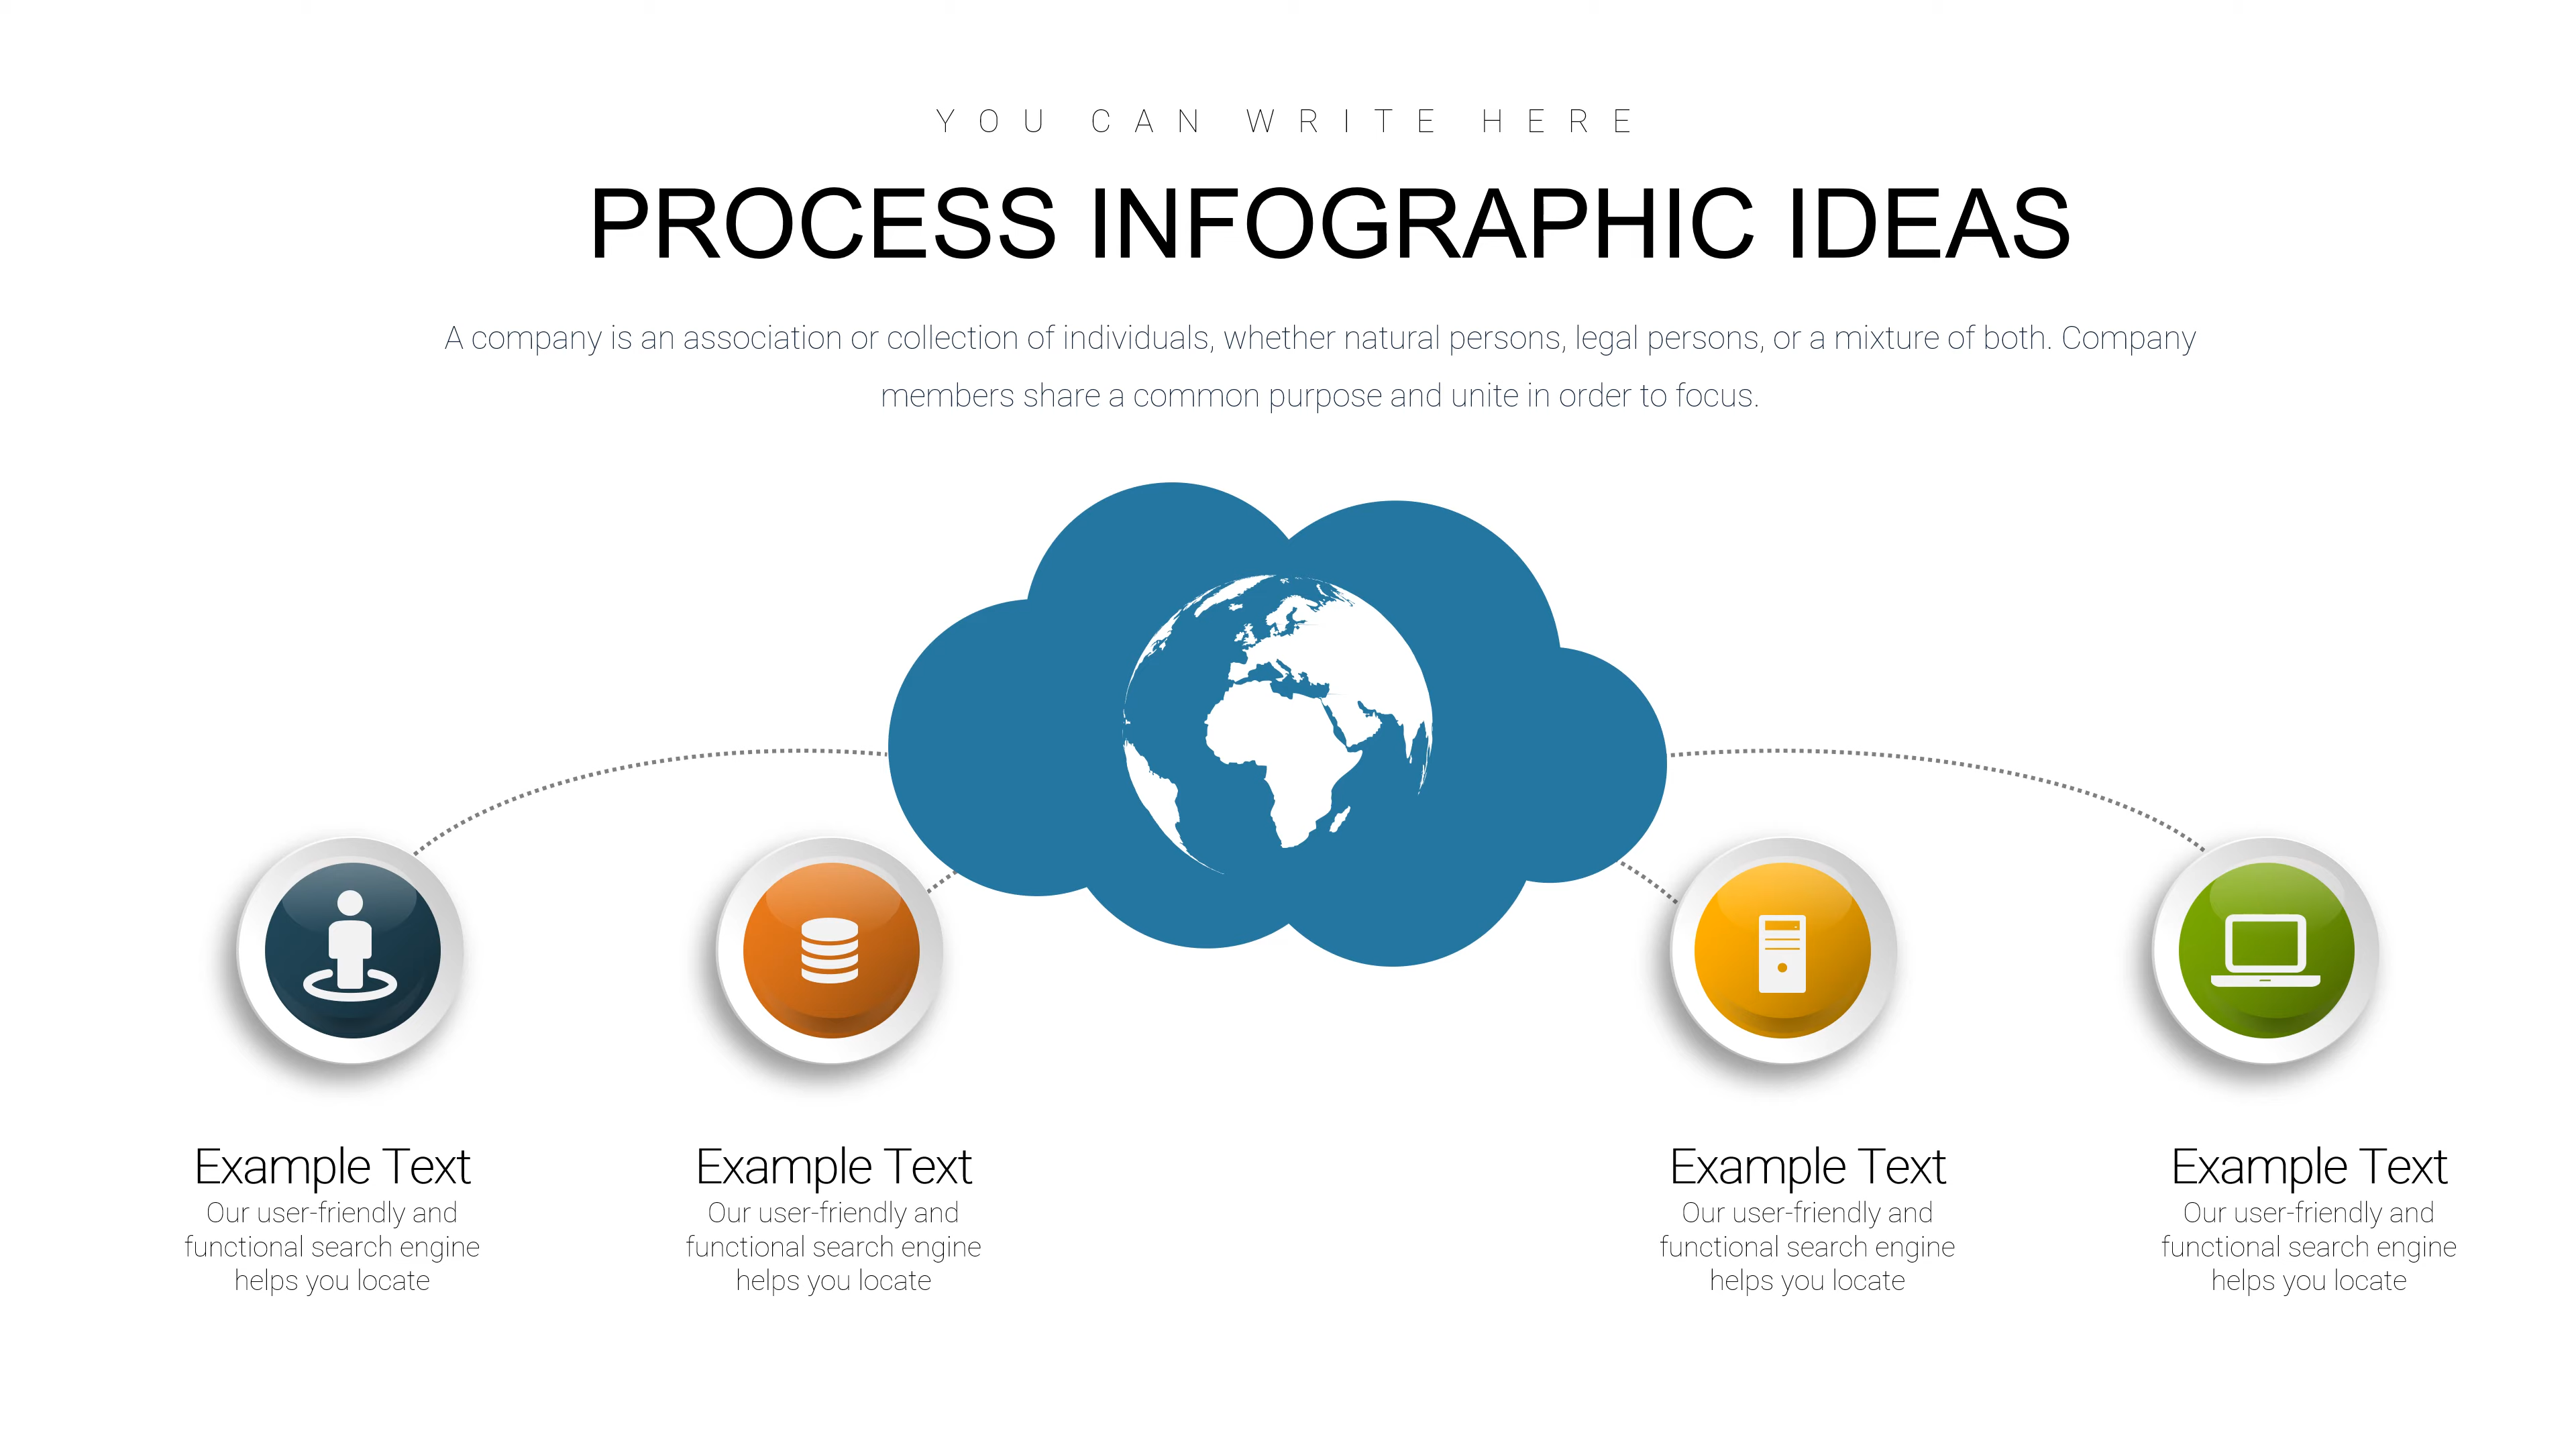 YOU CAN WRITE HERE
PROCESS INFOGRAPHIC IDEAS
A company is an association or collection of individuals, whether natural persons, legal persons, or a mixture of both. Company
members share a common purpose and unite in order to focus.
Example Text
Our user-friendly and
functional search engine
helps you locate
Example Text
Our user-friendly and
functional search engine
helps you locate
Example Text
Our user-friendly and
functional search engine
helps you locate
Example Text
Our user-friendly and
functional search engine
helps you locate